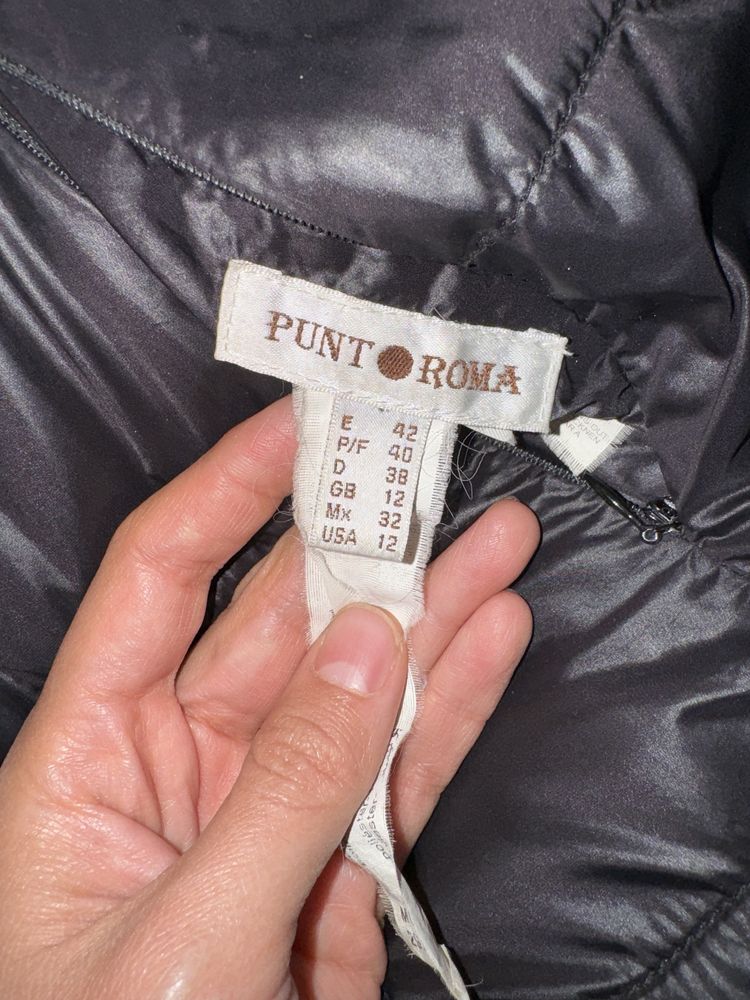 PUNT ROMA
E 42
P/F 40
D 38
GB 12
Mx 32
USA 12